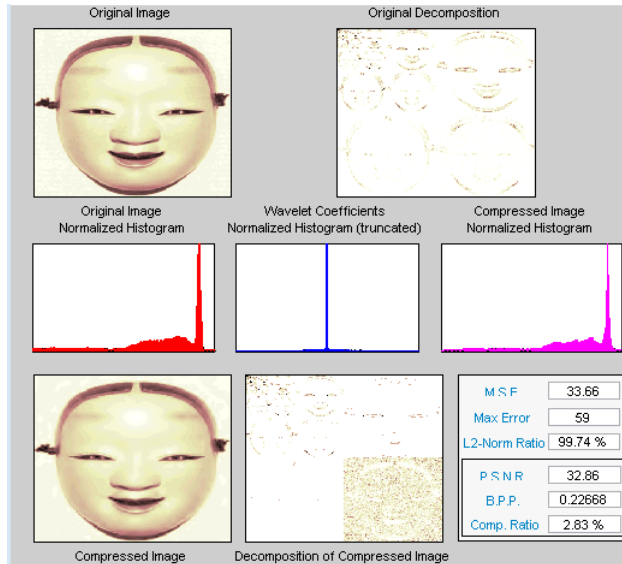 Original Image
Original Decomposition
Original Image
Normalized Histogram
Wavelet Coefficients
Normalized Histogram (truncated)
Compressed Image
Normalized Histogram
M.S.E. 33.66
Max Error 59
L2-Norm Ratio 99.74 %
P.S.N.R. 32.86
B.P.P. 0.22668
Comp. Ratio 2.83 %
Compressed Image
Decomposition of Compressed Image